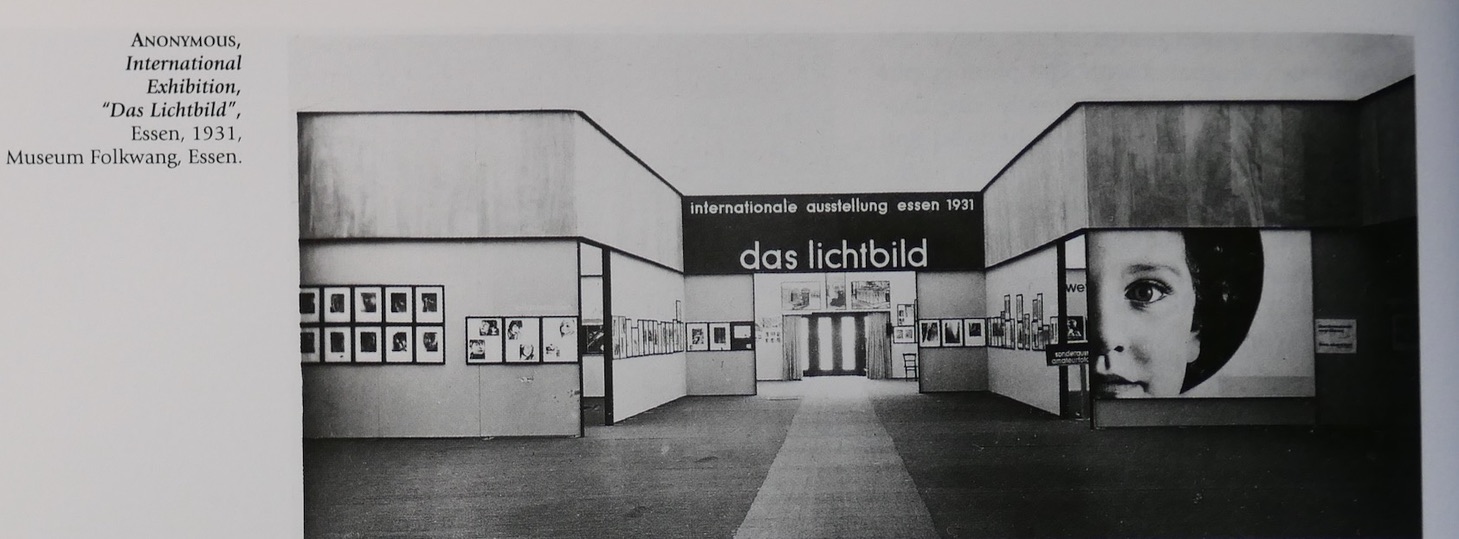 ANONYMOUS,
International
Exhibition,
“Das Lichtbild”,
Essen, 1931,
Museum Folkwang, Essen.
internationale ausstellung essen 1931
das lichtbild